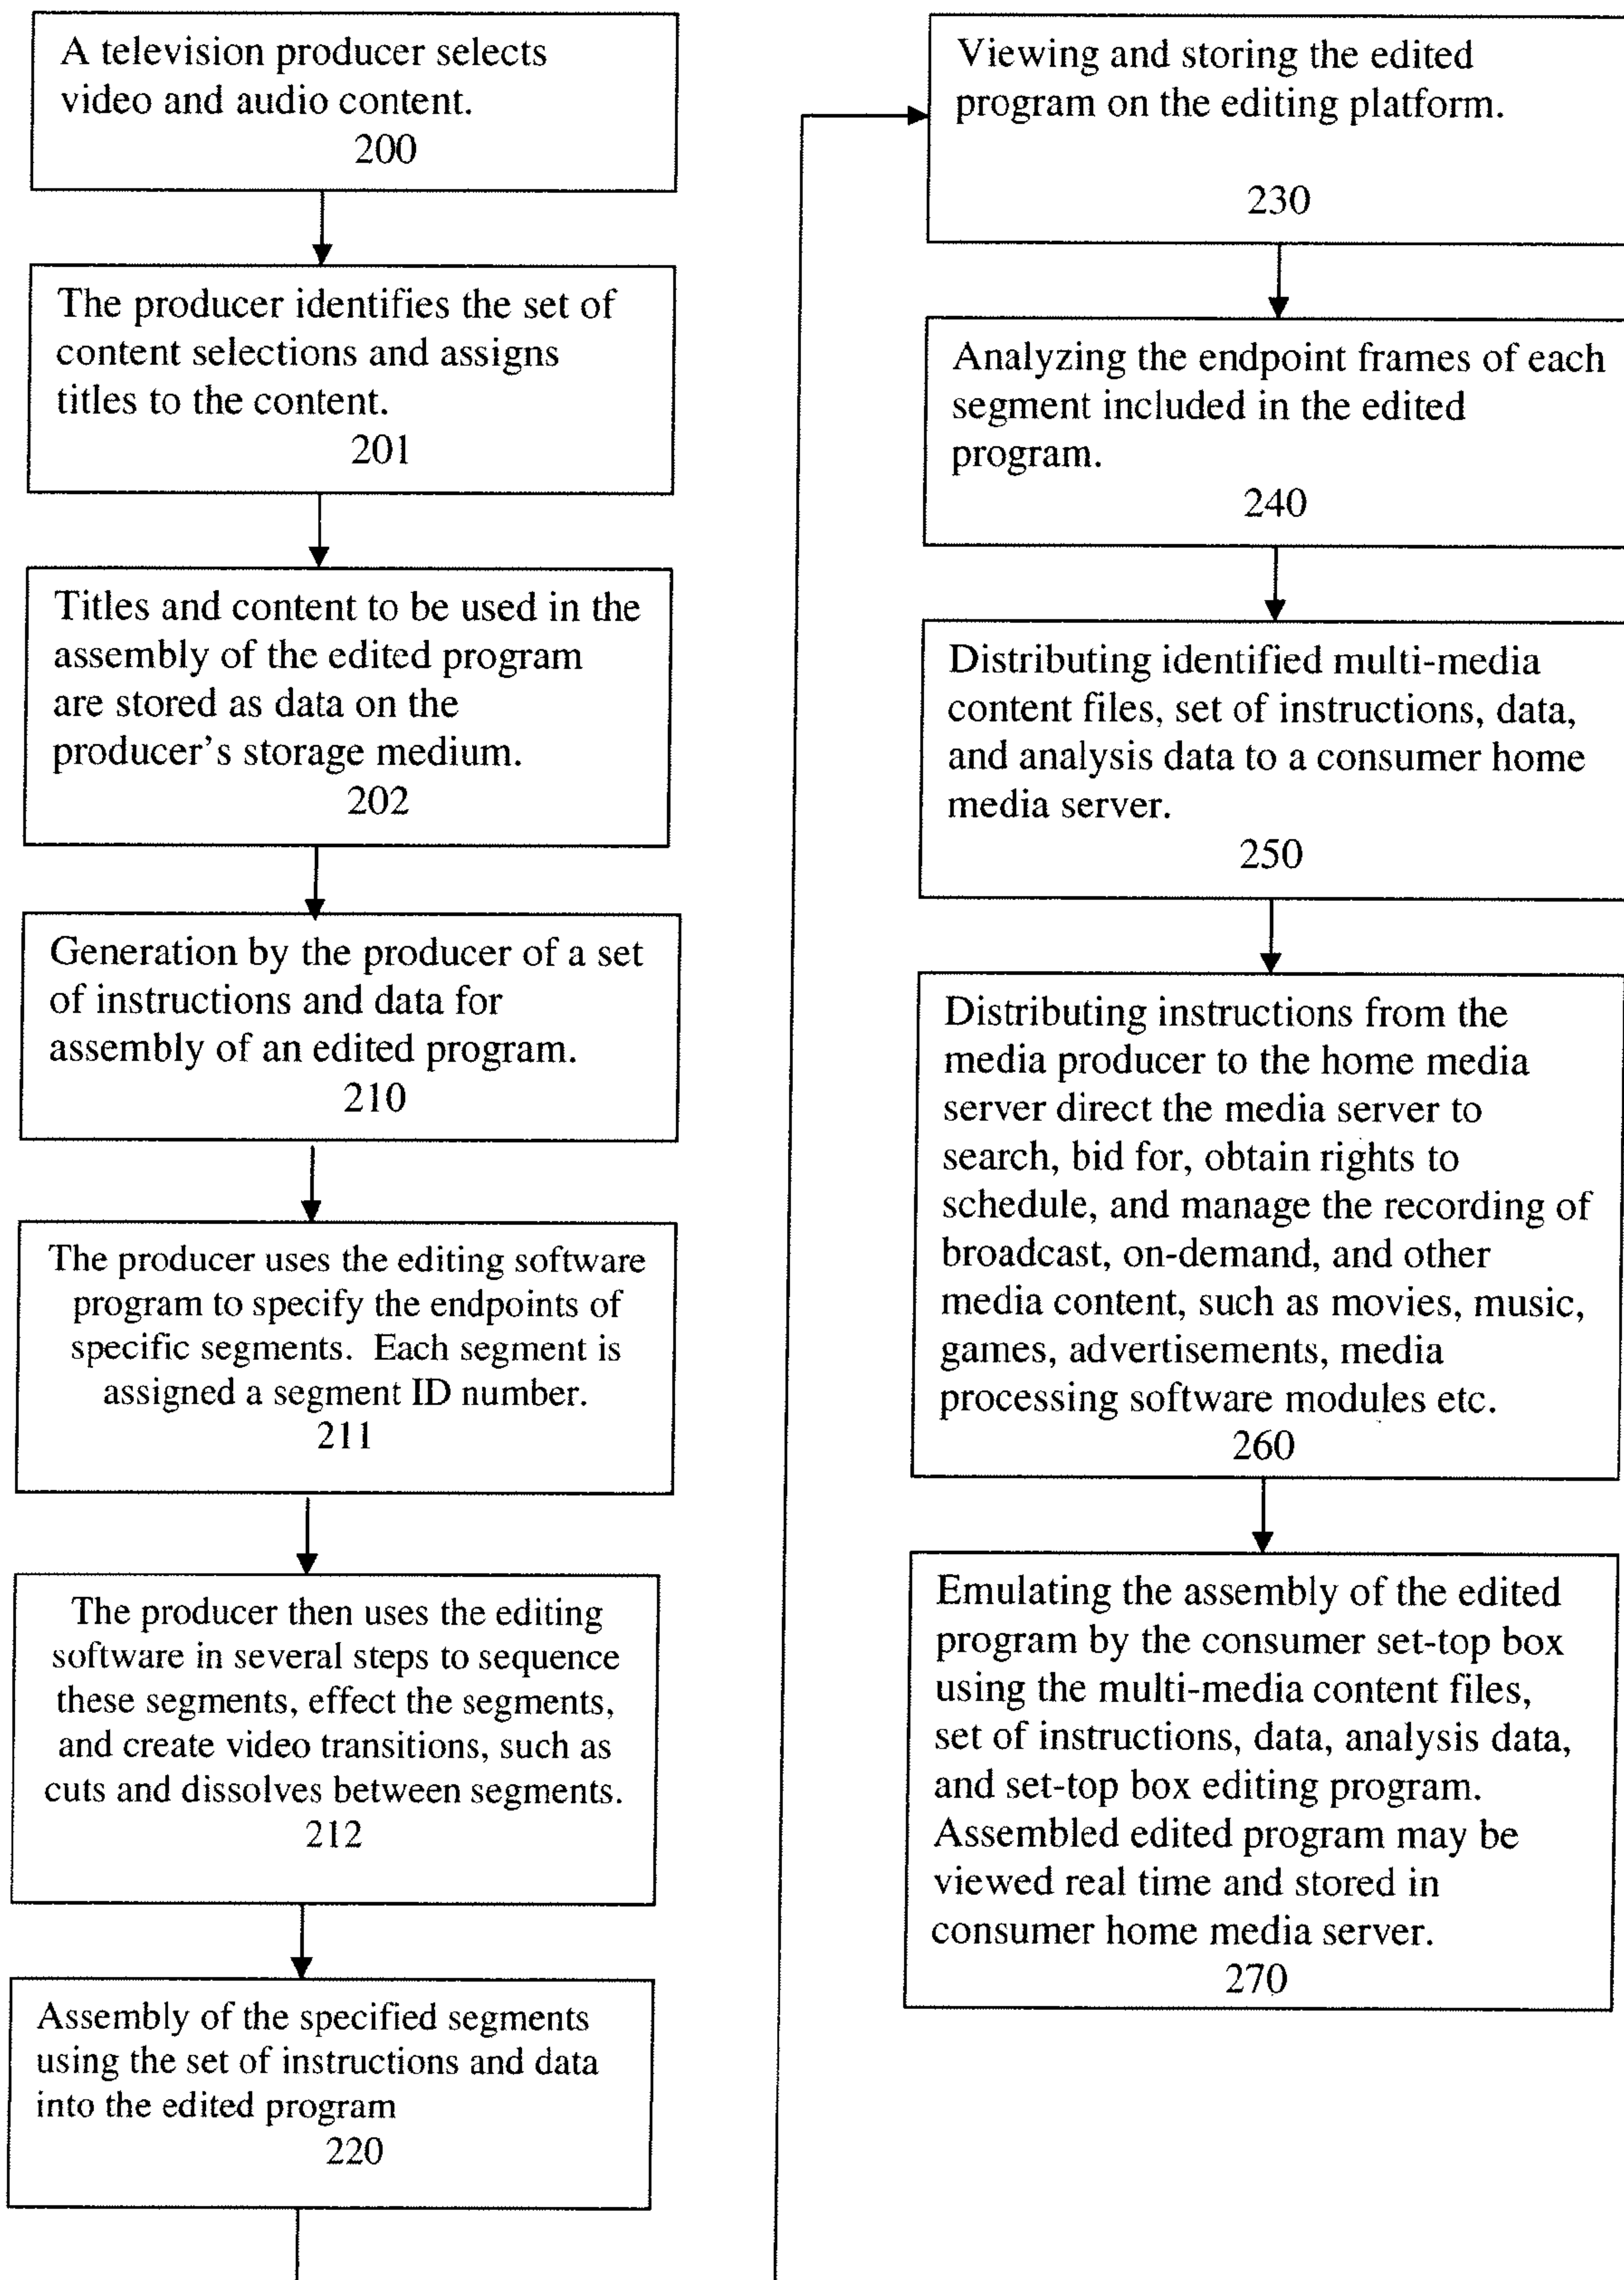 A television producer selects
video and audio content.
200
The producer identifies the set of
content selections and assigns
titles to the content.
201
Titles and content to be used in the
assembly of the edited program
are stored as data on the
producer's storage medium.
202
Generation by the producer of a set
of instructions and data for
assembly of an edited program.
210
The producer uses the editing software
program to specify the endpoints of
specific segments. Each segment is
assigned a segment ID number.
211
The producer then uses the editing
software in several steps to sequence
these segments, effect the segments,
and create video transitions, such as
cuts and dissolves between segments.
212
Assembly of the specified segments
using the set of instructions and data
into the edited program
220
Viewing and storing the edited
program on the editing platform.
230
Analyzing the endpoint frames of each
segment included in the edited
program.
240
Distributing identified multi-media
content files, set of instructions, data,
and analysis data to a consumer home
media server.
250
Distributing instructions from the
media producer to the home media
server direct the media server to
search, bid for, obtain rights to
schedule, and manage the recording of
broadcast, on-demand, and other
media content, such as movies, music,
games, advertisements, media
processing software modules etc.
260
Emulating the assembly of the edited
program by the consumer set-top box
using the multi-media content files,
set of instructions, data, analysis data,
and set-top box editing program.
Assembled edited program may be
viewed real time and stored in
consumer home media server.
270